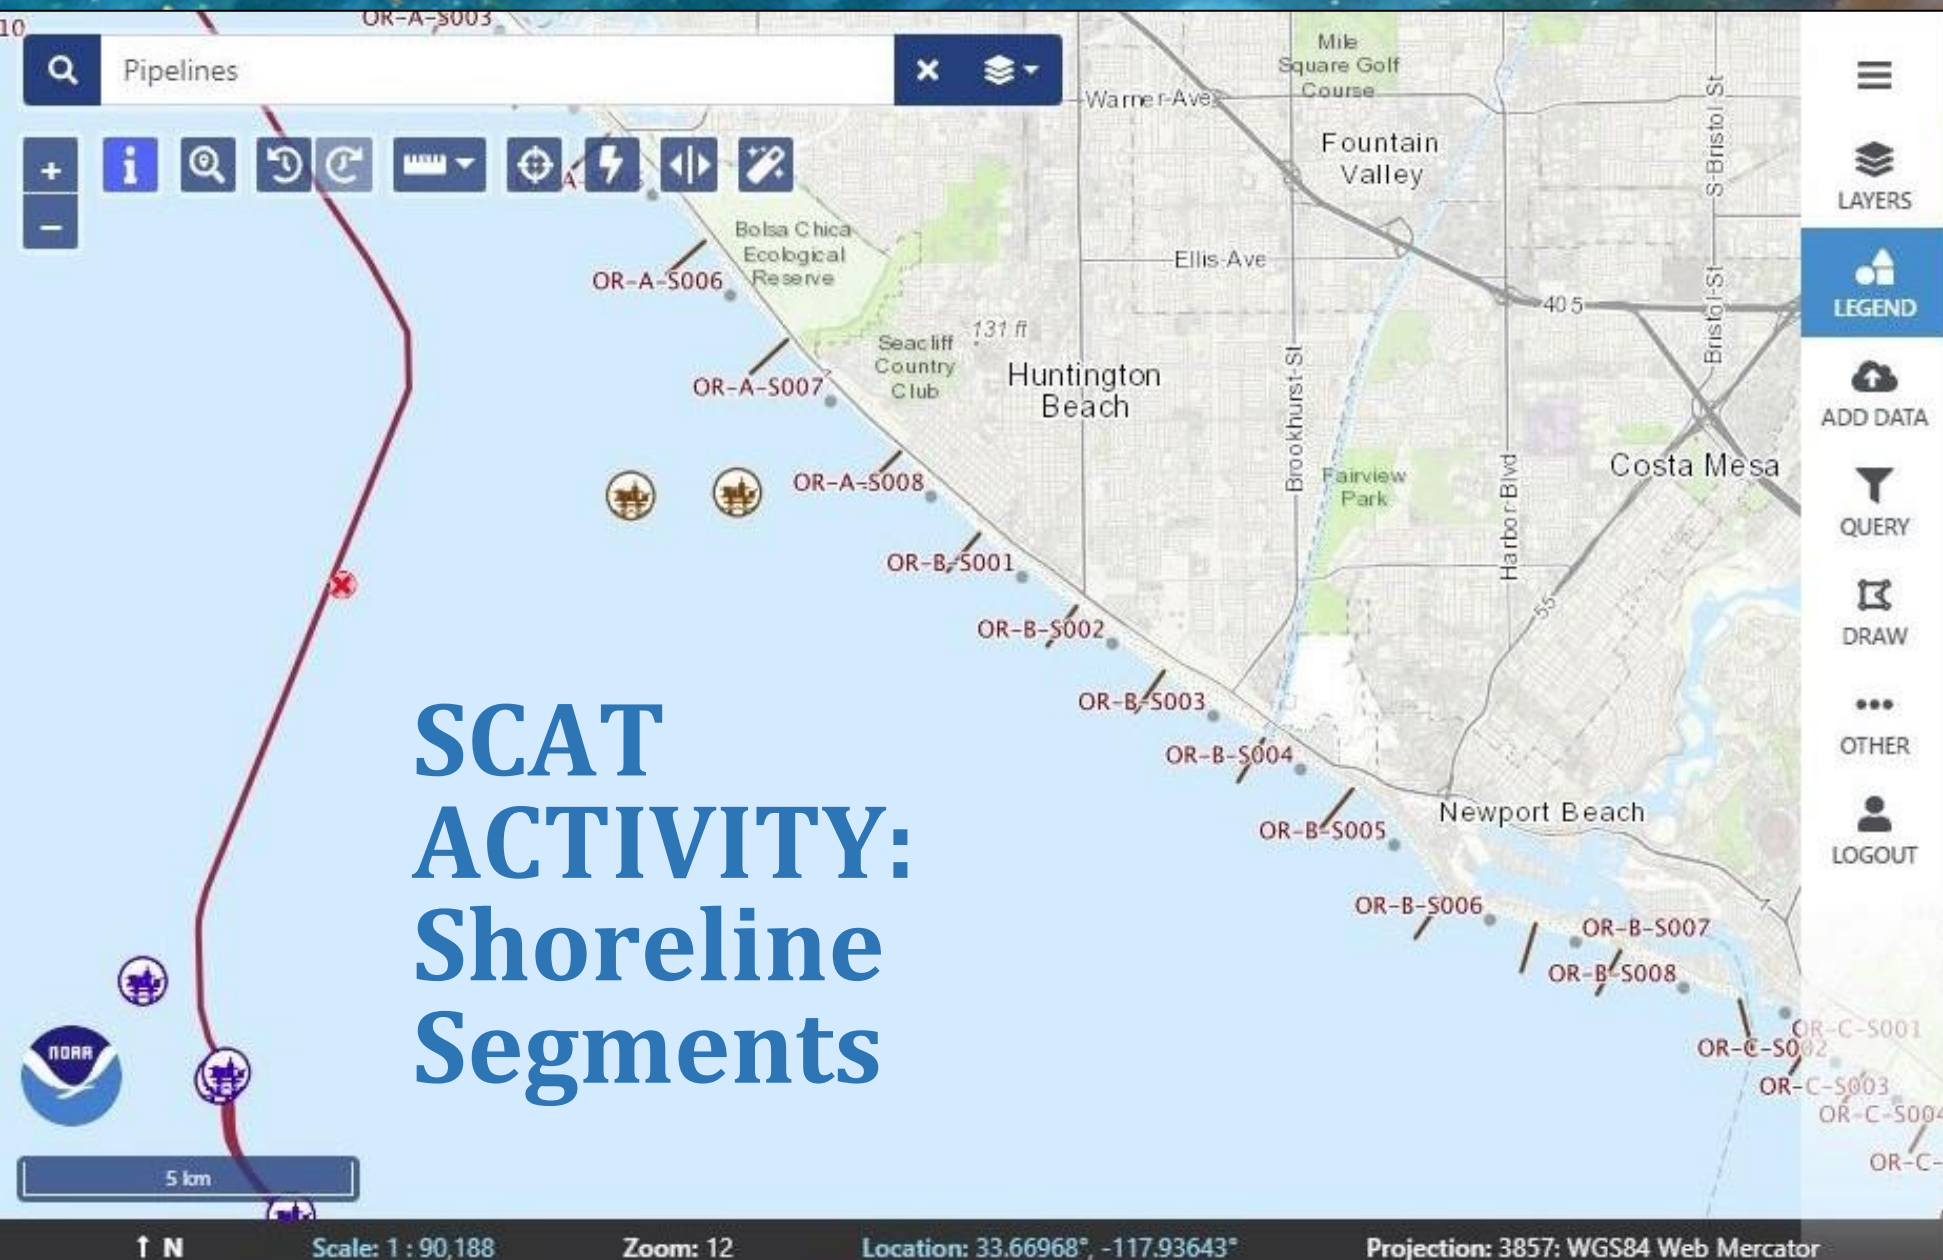 10
OR-A-S003
Pipelines
Mile
Square Golf
Course
Warner-Ave
Fountain
Valley
S-Bristol St
LAYERS
Bolsa Chica
Ecological
Reserve
OR-A-S006
Ellis-Ave
405
LEGEND
Bristol-St
131 ft
Seacliff
Country
Club
Huntington
Beach
OR-A-S007
7
Brookhurst-St
ADD DATA
Costa Mesa
OR-A-S008
Fairview
Park
Harbor-Blvd
QUERY
OR-B-S001
55
OR-B-S002
DRAW
OR-B-S003
OR-B-S004
OTHER
Newport Beach
OR-B-S005
LOGOUT
SCAT
ACTIVITY:
Shoreline
Segments
OR-B-S006
OR-B-S007
OR-B-S008
NOAA
OR-C-S001
OR-C-S002
OR-C-S003
OR-C-S004
OR-C-
5 km
↑ N
Scale: 1 : 90,188
Zoom: 12
Location: 33.66968°, -117.93643°
Projection: 3857: WGS84 Web Mercator